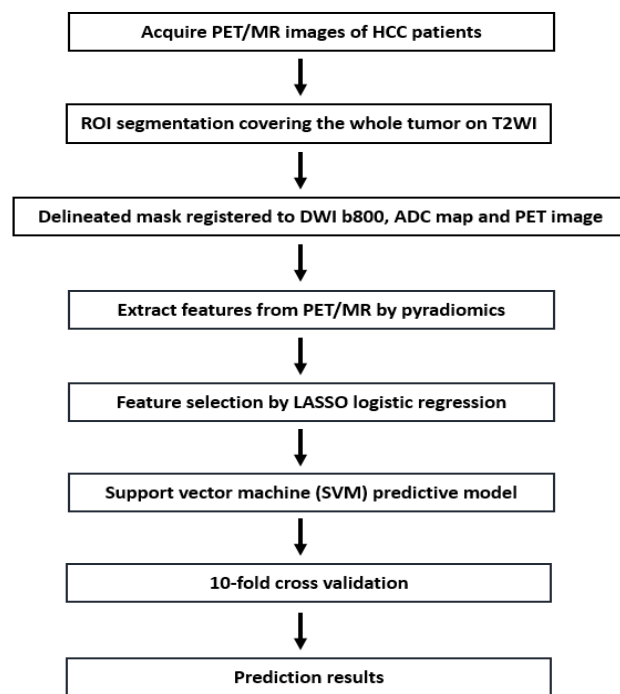 Acquire PET/MR images of HCC patients
ROI segmentation covering the whole tumor on T2WI
Delineated mask registered to DWI b800, ADC map and PET image
Extract features from PET/MR by pyradiomics
Feature selection by LASSO logistic regression
Support vector machine (SVM) predictive model
10-fold cross validation
Prediction results